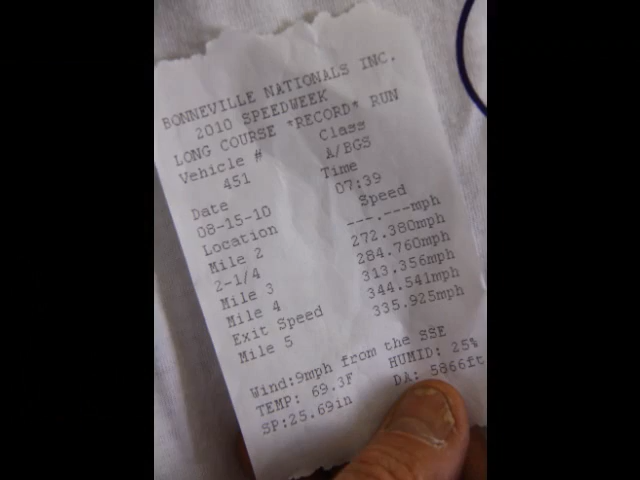 BONNEVILLE NATIONALS INC.
2010 SPEEDWEEK
LONG COURSE *RECORD* RUN
Vehicle # Class
451 A/BGS
Date Time
08-15-10 07:39
Location Speed
Mile 2 ---.---mph
2-1/4 272.380mph
Mile 3 284.760mph
Mile 4 313.356mph
Exit Speed 344.541mph
Mile 5 335.925mph
Wind:9mph from the SSE
TEMP: 69.3F HUMID: 25%
SP:25.69in DA: 5866ft